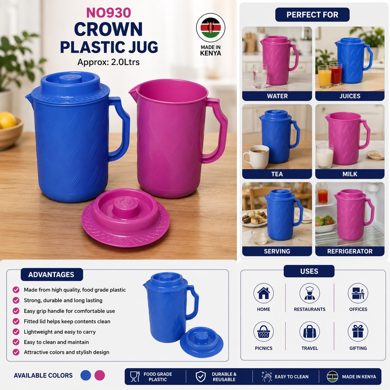 NO930
CROWN
PLASTIC JUG
Approx: 2.0Ltrs
MADE IN
KENYA
PERFECT FOR
WATER
JUICES
TEA
MILK
SERVING
REFRIGERATOR
ADVANTAGES
Made from high quality, food grade plastic
Strong, durable and long lasting
Easy grip handle for comfortable use
Fitted lid helps keep contents clean
Lightweight and easy to carry
Easy to clean and maintain
Attractive colors and stylish design
USES
HOME
RESTAURANTS
OFFICES
PICNICS
TRAVEL
GIFTING
AVAILABLE COLORS
FOOD GRADE
PLASTIC
DURABLE &
REUSABLE
EASY TO CLEAN
MADE IN KENYA